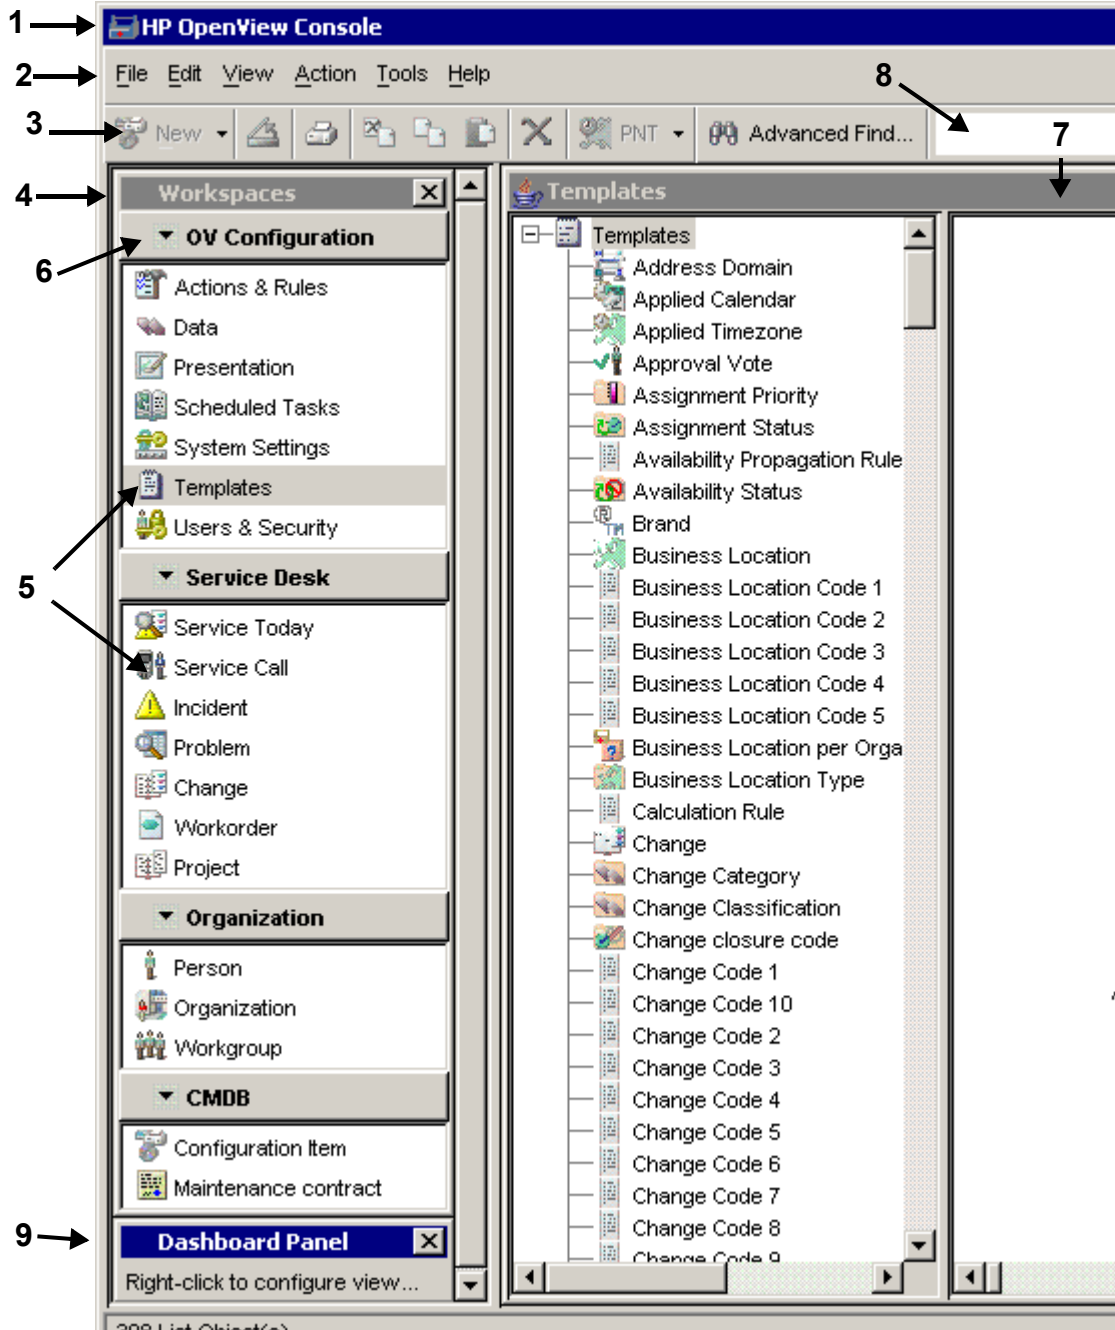 1
HP OpenView Console
2
File Edit View Action Tools Help
8
3
New PNT Advanced Find...
7
4
Workspaces
Templates
6
OV Configuration
Actions & Rules
Data
Presentation
Scheduled Tasks
System Settings
Templates
Users & Security
5
Service Desk
Service Today
Service Call
Incident
Problem
Change
Workorder
Project
Organization
Person
Organization
Workgroup
CMDB
Configuration Item
Maintenance contract
9
Dashboard Panel
Right-click to configure view...
Templates
Address Domain
Applied Calendar
Applied Timezone
Approval Vote
Assignment Priority
Assignment Status
Availability Propagation Rule
Availability Status
Brand
Business Location
Business Location Code 1
Business Location Code 2
Business Location Code 3
Business Location Code 4
Business Location Code 5
Business Location per Orga
Business Location Type
Calculation Rule
Change
Change Category
Change Classification
Change closure code
Change Code 1
Change Code 10
Change Code 2
Change Code 3
Change Code 4
Change Code 5
Change Code 6
Change Code 7
Change Code 8
Change Code 9
List Object(s)